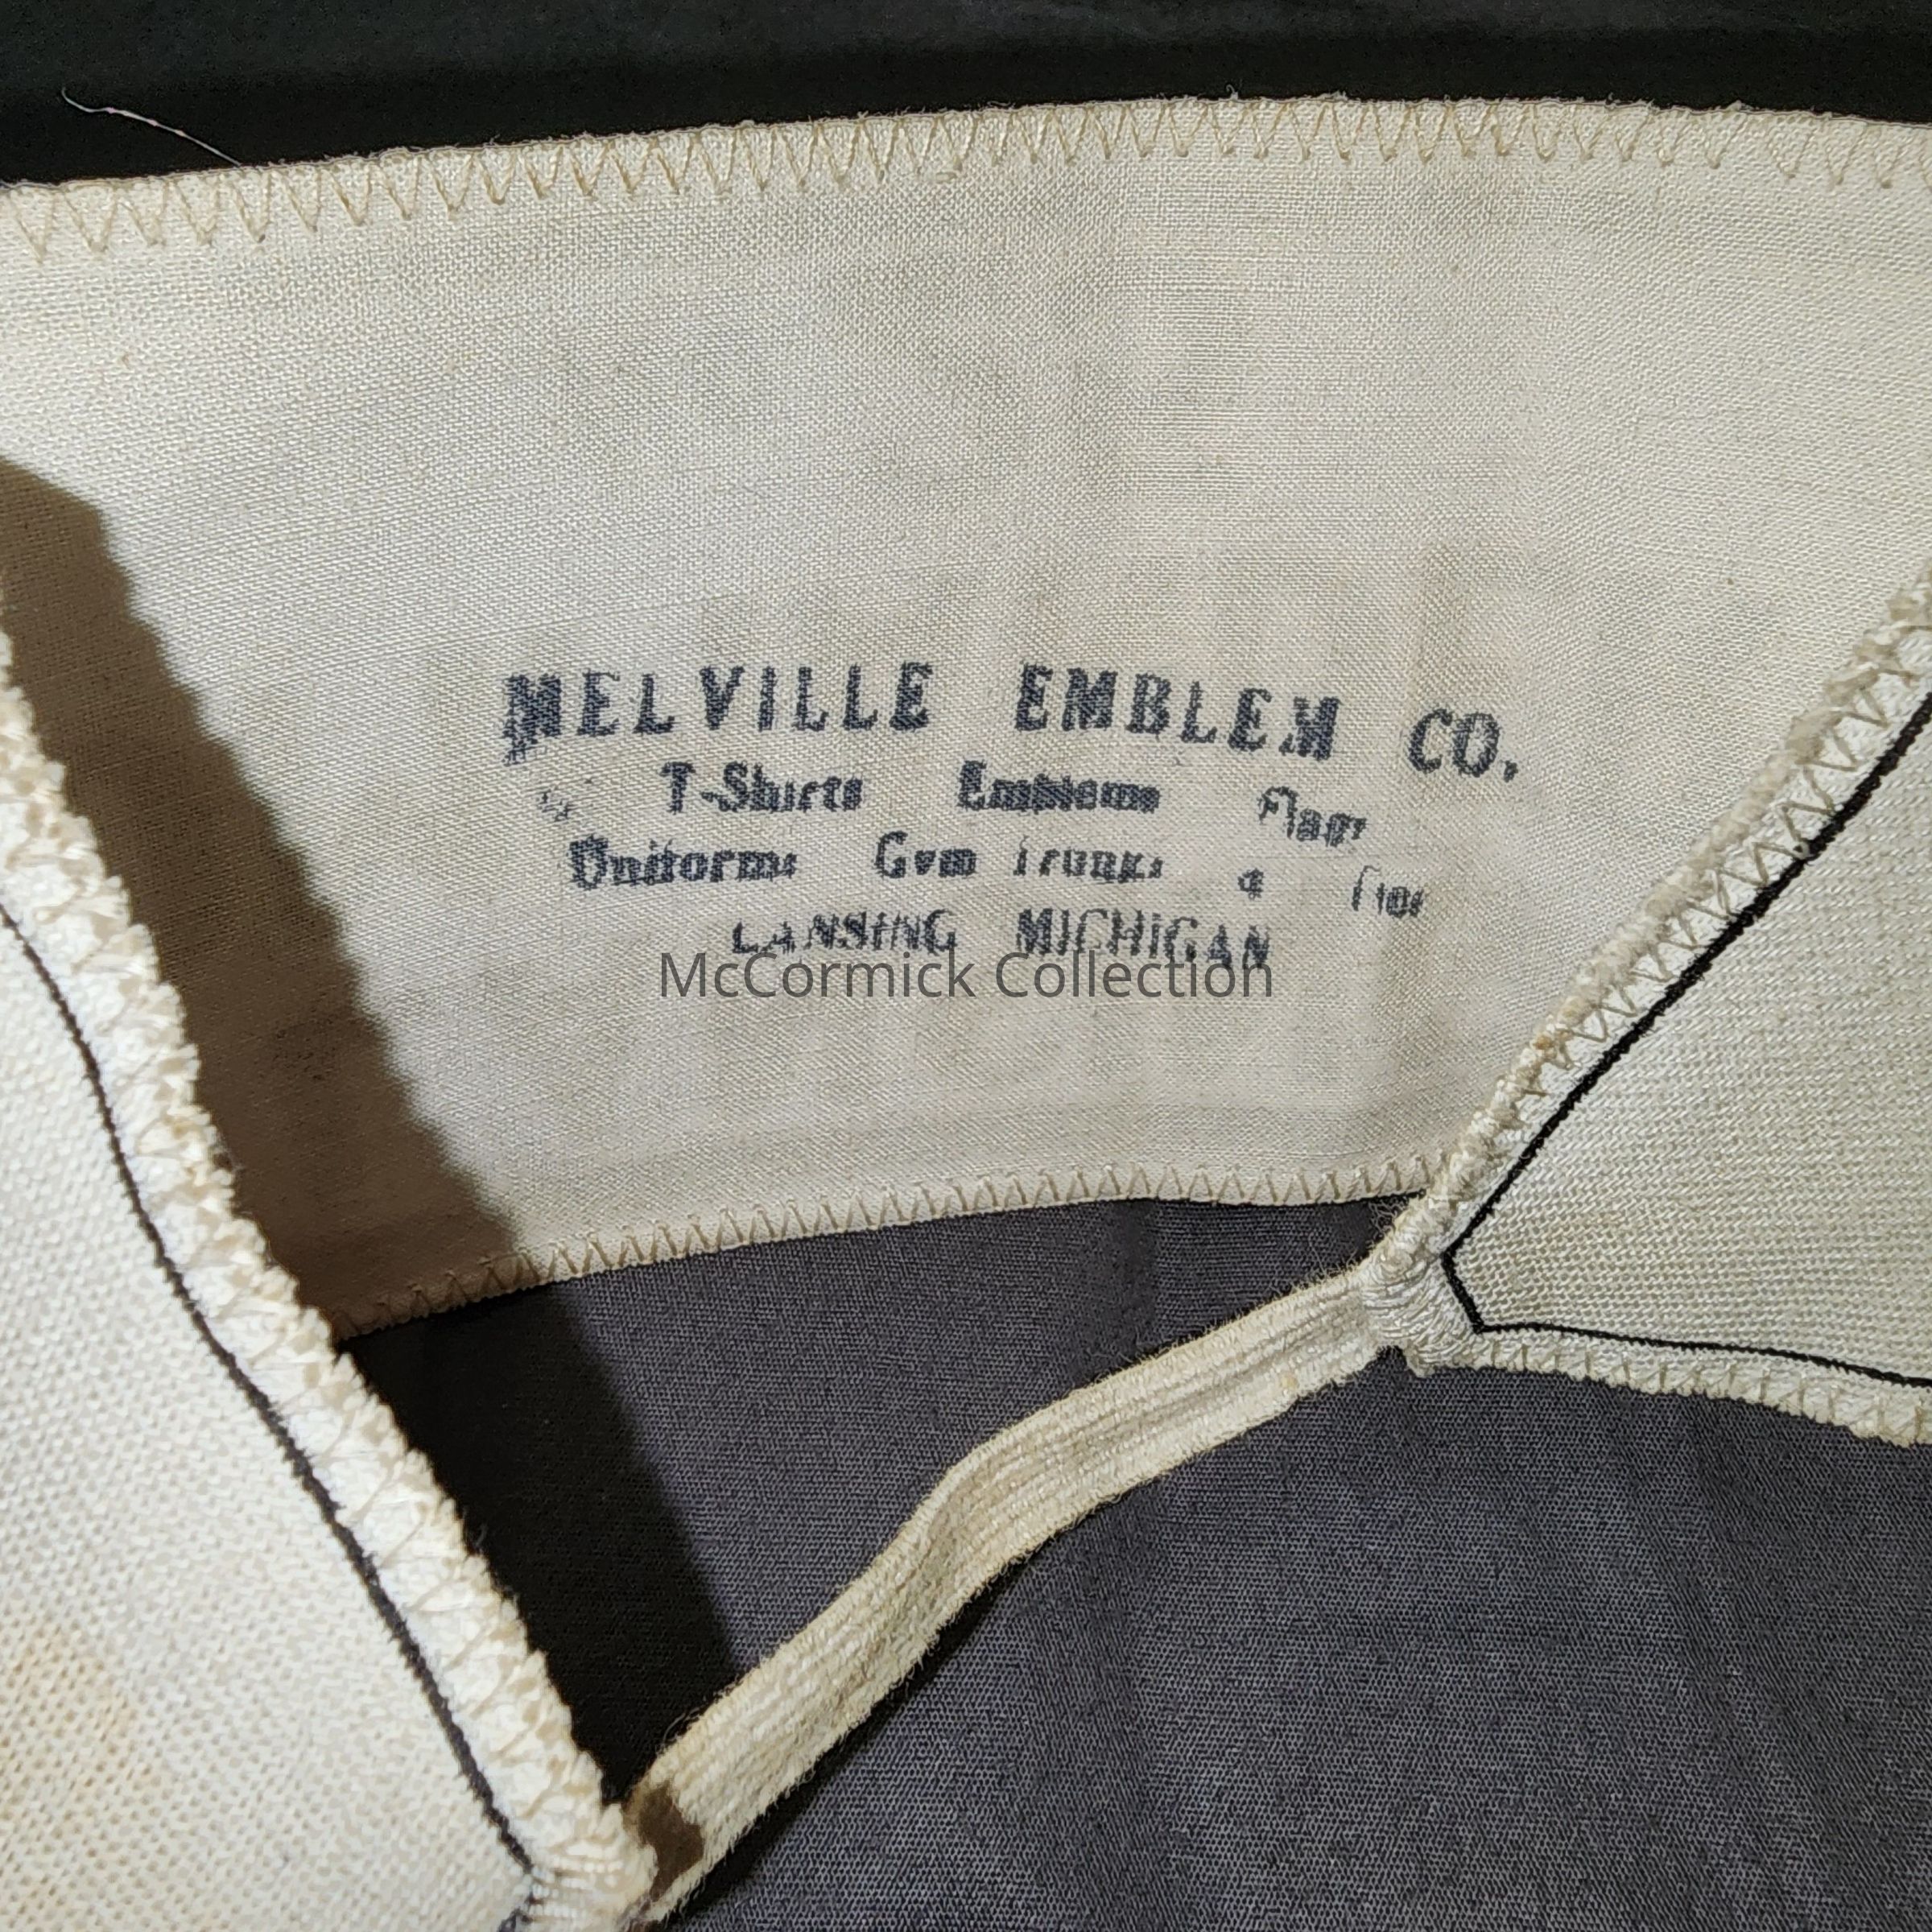 MELVILLE EMBLEM CO.
T-Shirts Emblems Flags
Uniforms Gym Trunks &
LANSING MICHIGAN
McCormick Collection